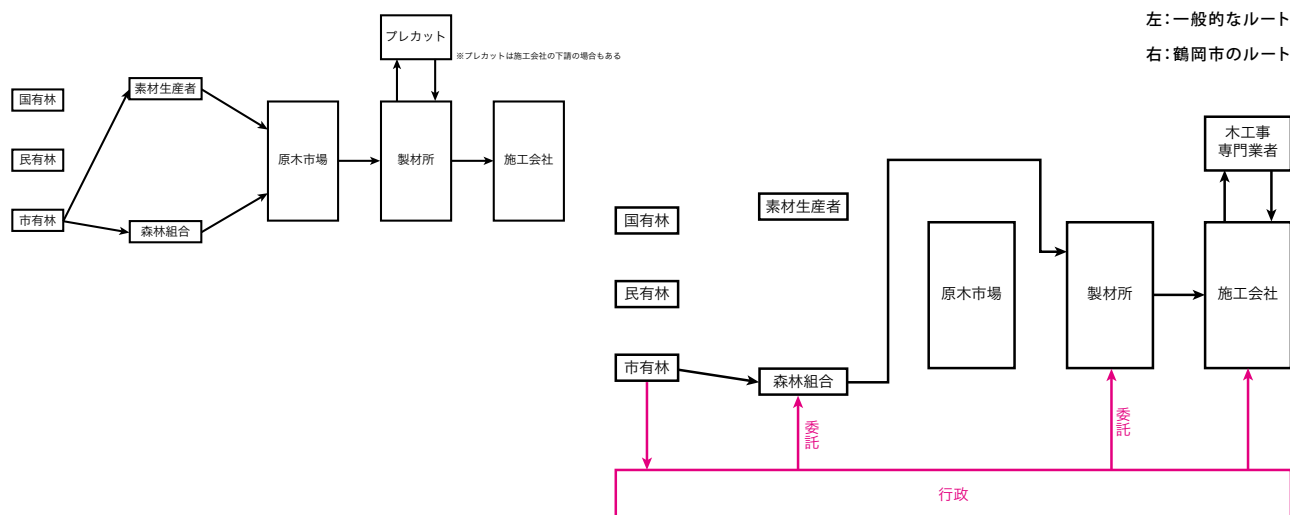 左：一般的なルート
右：鶴岡市のルート
プレカット
※プレカットは施工会社の下請の場合もある
国有林
素材生産者
民有林
原木市場
製材所
施工会社
市有林
森林組合
木工事
専門業者
国有林
素材生産者
民有林
原木市場
製材所
施工会社
市有林
森林組合
委託
委託
行政